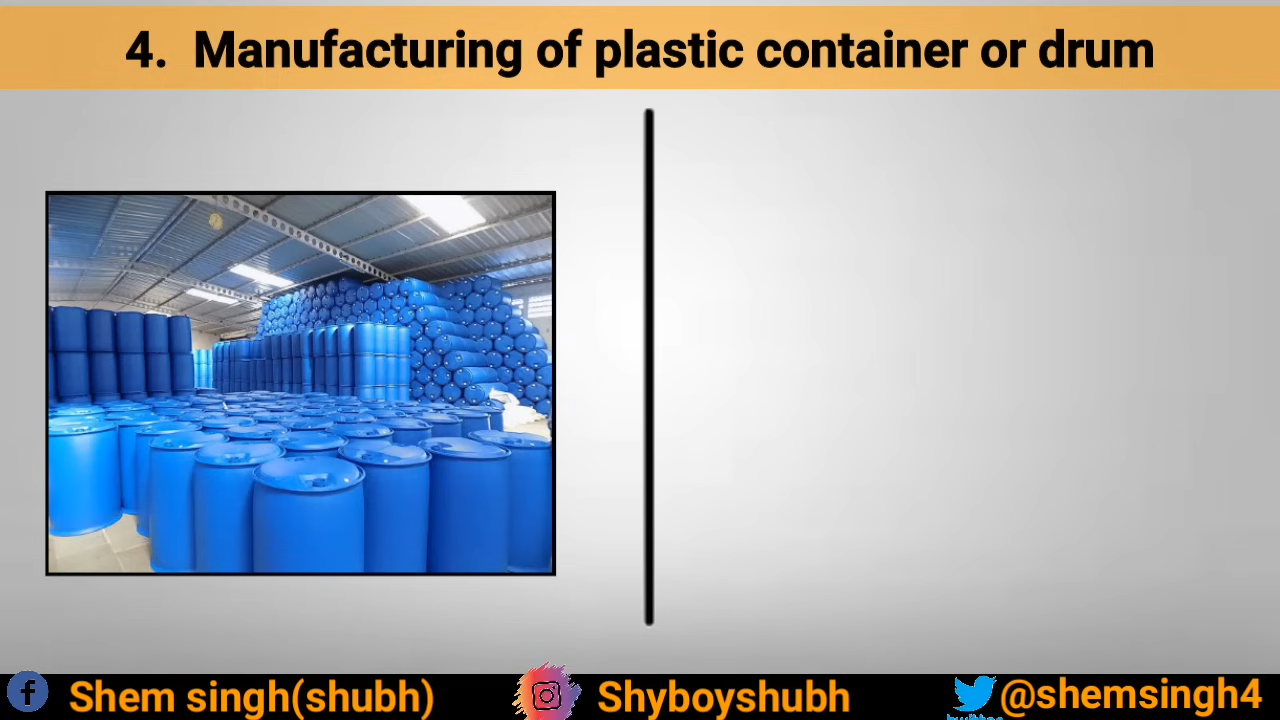 4. Manufacturing of plastic container or drum
Shem singh(shubh)
Shyboyshubh
@shemsingh4